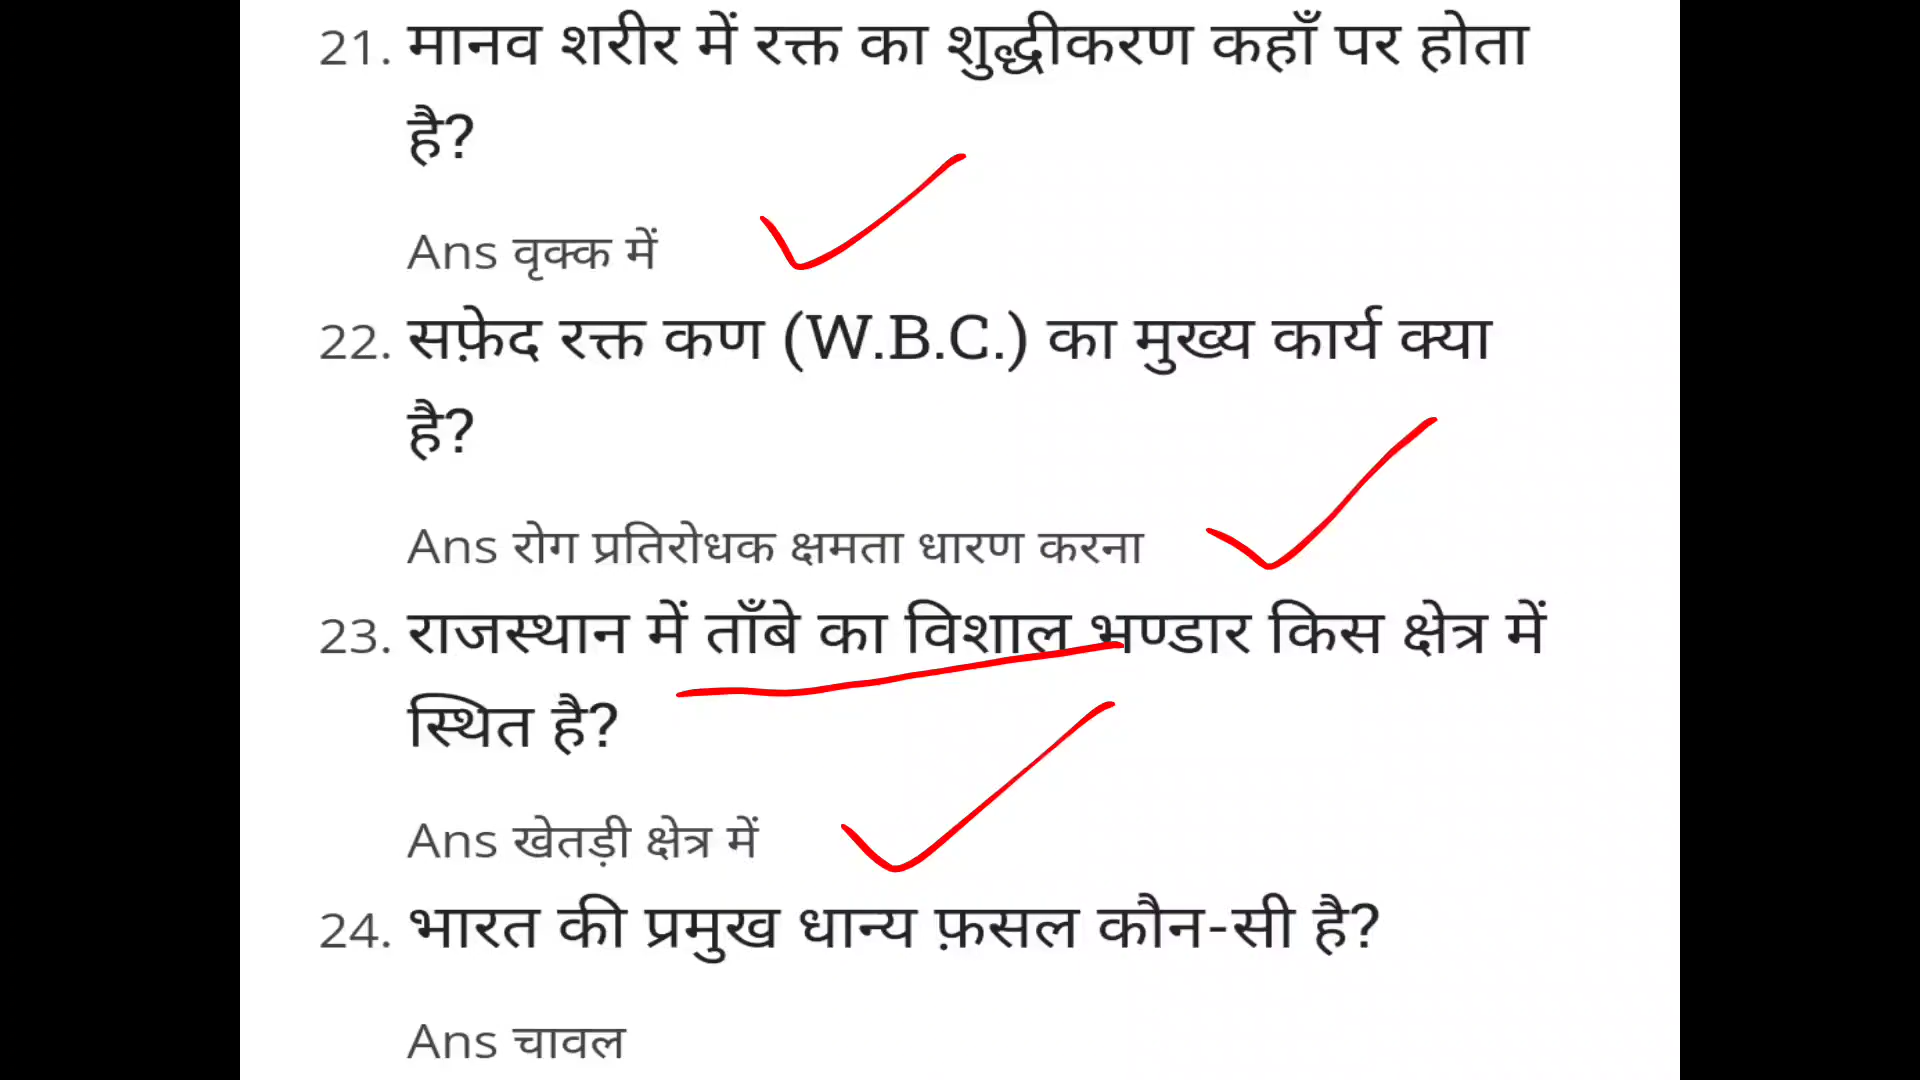 21. मानव शरीर में रक्त का शुद्धीकरण कहाँ पर होता
है?
Ans वृक्क में
22. सफ़ेद रक्त कण (W.B.C.) का मुख्य कार्य क्या
है?
Ans रोग प्रतिरोधक क्षमता धारण करना
23. राजस्थान में ताँबे का विशाल भण्डार किस क्षेत्र में
स्थित है?
Ans खेतड़ी क्षेत्र में
24. भारत की प्रमुख धान्य फ़सल कौन-सी है?
Ans चावल